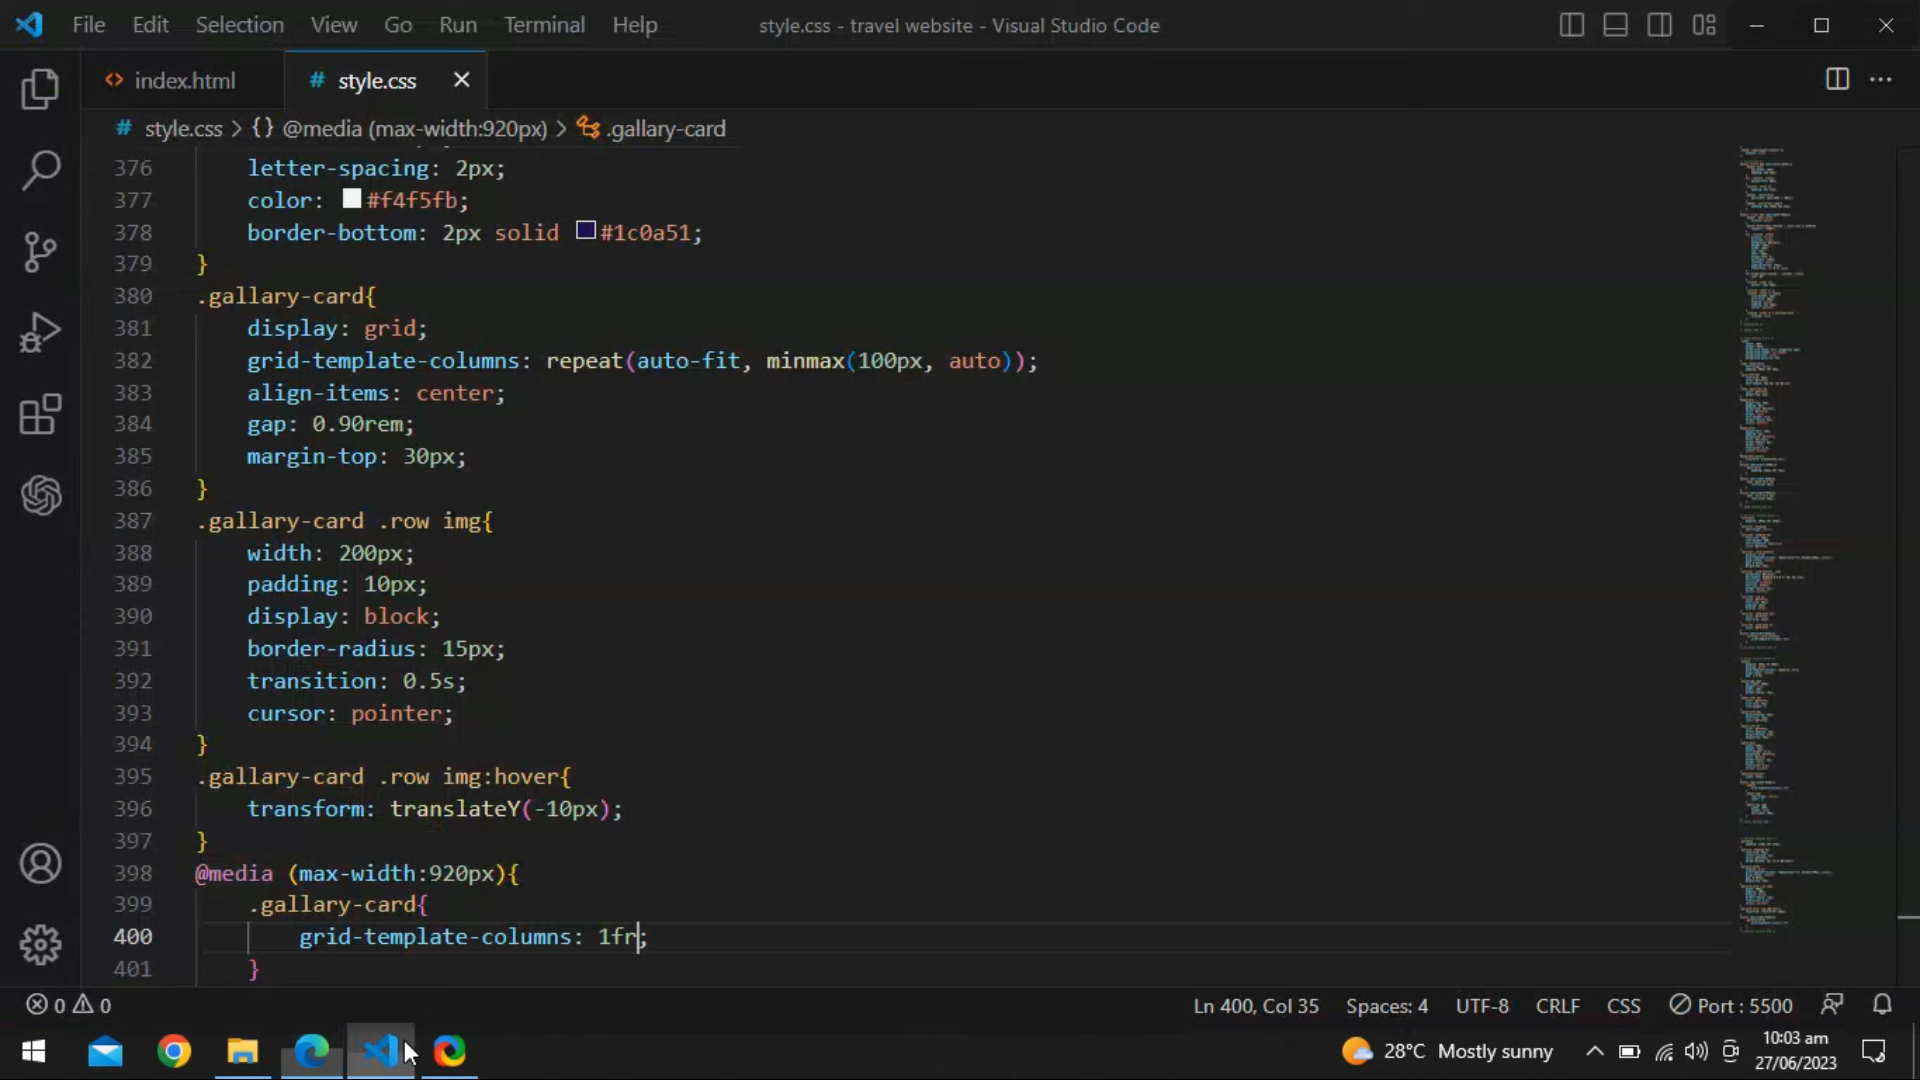 File Edit Selection View Go Run Terminal Help style.css - travel website - Visual Studio Code
index.html # style.css
# style.css > {} @media (max-width:920px) > .gallary-card
376 letter-spacing: 2px;
377 color: #f4f5fb;
378 border-bottom: 2px solid #1c0a51;
379 }
380 .gallary-card{
381 display: grid;
382 grid-template-columns: repeat(auto-fit, minmax(100px, auto));
383 align-items: center;
384 gap: 0.90rem;
385 margin-top: 30px;
386 }
387 .gallary-card .row img{
388 width: 200px;
389 padding: 10px;
390 display: block;
391 border-radius: 15px;
392 transition: 0.5s;
393 cursor: pointer;
394 }
395 .gallary-card .row img:hover{
396 transform: translateY(-10px);
397 }
398 @media (max-width:920px){
399 .gallary-card{
400 grid-template-columns: 1fr;
401 }
0 0 Ln 400, Col 35 Spaces: 4 UTF-8 CRLF CSS Port : 5500
28°C Mostly sunny 10:03 am
27/06/2023